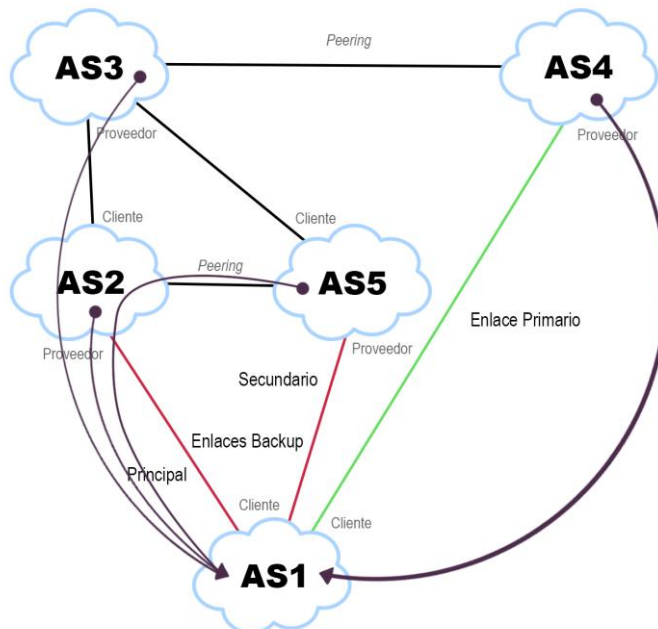 Peering
AS3
AS4
Proveedor
Proveedor
Cliente
Cliente
Peering
AS2
AS5
Enlace Primario
Proveedor
Proveedor
Secundario
Enlaces Backup
Principal
Cliente
Cliente
AS1